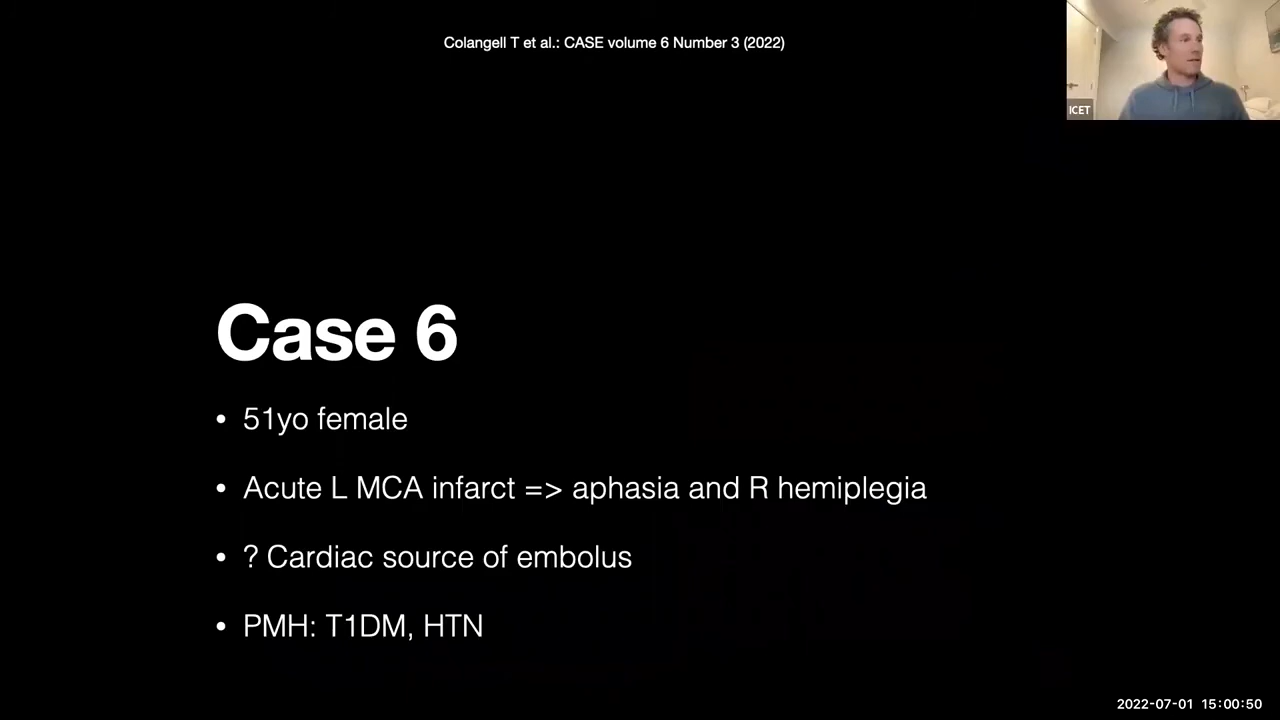 Colangell T et al.: CASE volume 6 Number 3 (2022)
ICET
Case 6
• 51yo female
• Acute L MCA infarct => aphasia and R hemiplegia
• ? Cardiac source of embolus
• PMH: T1DM, HTN
2022-07-01 15:00:50